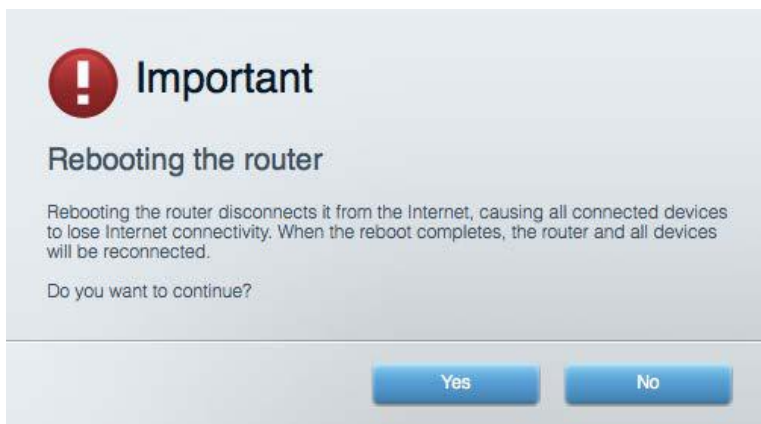 Important
Rebooting the router
Rebooting the router disconnects it from the Internet, causing all connected devices
to lose Internet connectivity. When the reboot completes, the router and all devices
will be reconnected.
Do you want to continue?
Yes
No